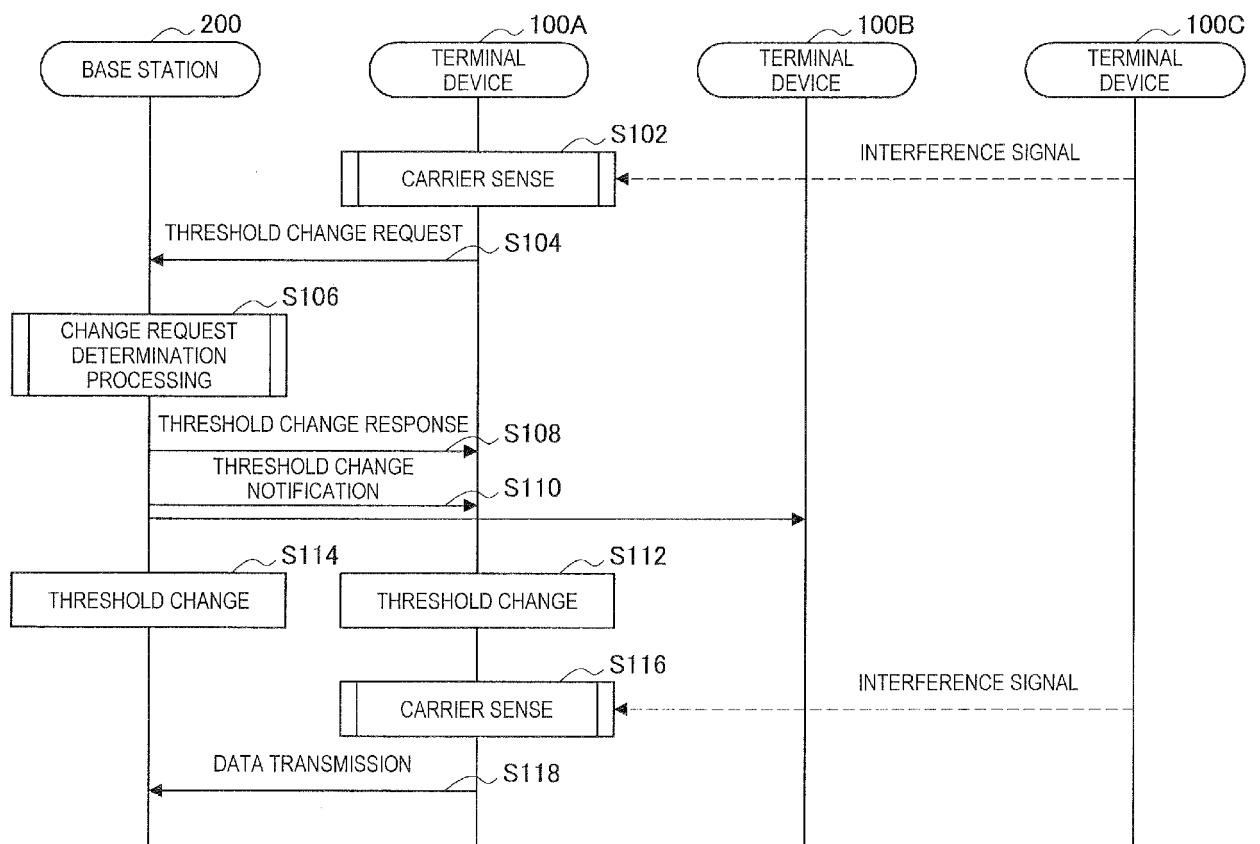 200
100A
100B
100C
BASE STATION
TERMINAL
DEVICE
TERMINAL
DEVICE
TERMINAL
DEVICE
S102
CARRIER SENSE
INTERFERENCE SIGNAL
THRESHOLD CHANGE REQUEST
S104
S106
CHANGE REQUEST
DETERMINATION
PROCESSING
THRESHOLD CHANGE RESPONSE
S108
THRESHOLD CHANGE
NOTIFICATION
S110
S114
THRESHOLD CHANGE
S112
THRESHOLD CHANGE
S116
CARRIER SENSE
INTERFERENCE SIGNAL
DATA TRANSMISSION
S118